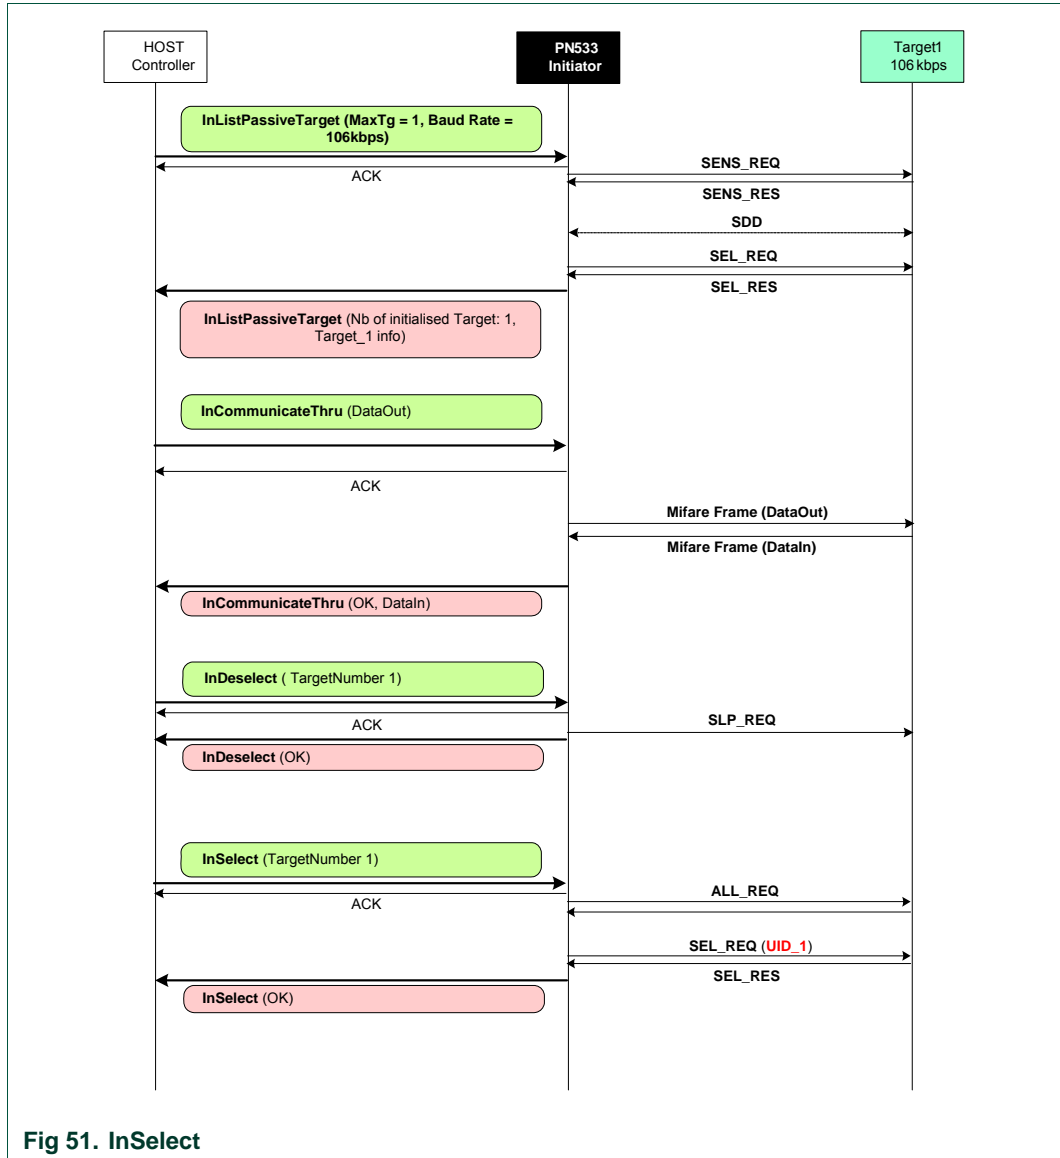 HOST
Controller
PN533
Initiator
Target1
106 kbps
InListPassiveTarget (MaxTg = 1, Baud Rate =
106kbps)
ACK
SENS_REQ
SENS_RES
SDD
SEL_REQ
SEL_RES
InListPassiveTarget (Nb of initialised Target: 1,
Target_1 info)
InCommunicateThru (DataOut)
ACK
Mifare Frame (DataOut)
Mifare Frame (DataIn)
InCommunicateThru (OK, DataIn)
InDeselect ( TargetNumber 1)
ACK
SLP_REQ
InDeselect (OK)
InSelect (TargetNumber 1)
ACK
ALL_REQ
SEL_REQ (UID_1)
SEL_RES
InSelect (OK)
Fig 51. InSelect